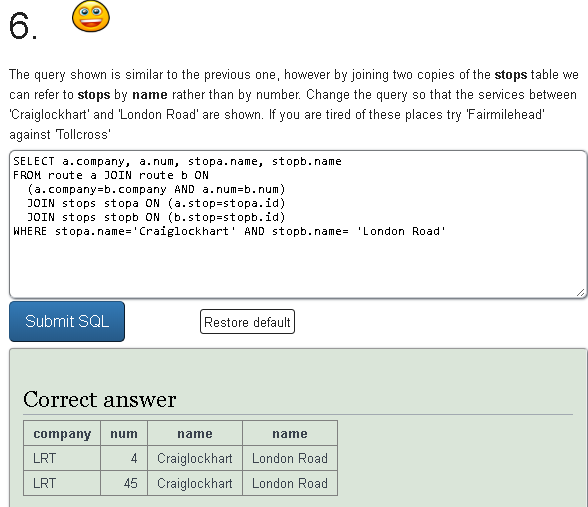 6.
The query shown is similar to the previous one, however by joining two copies of the stops table we
can refer to stops by name rather than by number. Change the query so that the services between
'Craiglockhart' and 'London Road' are shown. If you are tired of these places try 'Fairmilehead'
against 'Tollcross'
SELECT a.company, a.num, stopa.name, stopb.name
FROM route a JOIN route b ON
  (a.company=b.company AND a.num=b.num)
  JOIN stops stopa ON (a.stop=stopa.id)
  JOIN stops stopb ON (b.stop=stopb.id)
WHERE stopa.name='Craiglockhart' AND stopb.name= 'London Road'
Submit SQL Restore default
Correct answer
company num name name
LRT 4 Craiglockhart London Road
LRT 45 Craiglockhart London Road